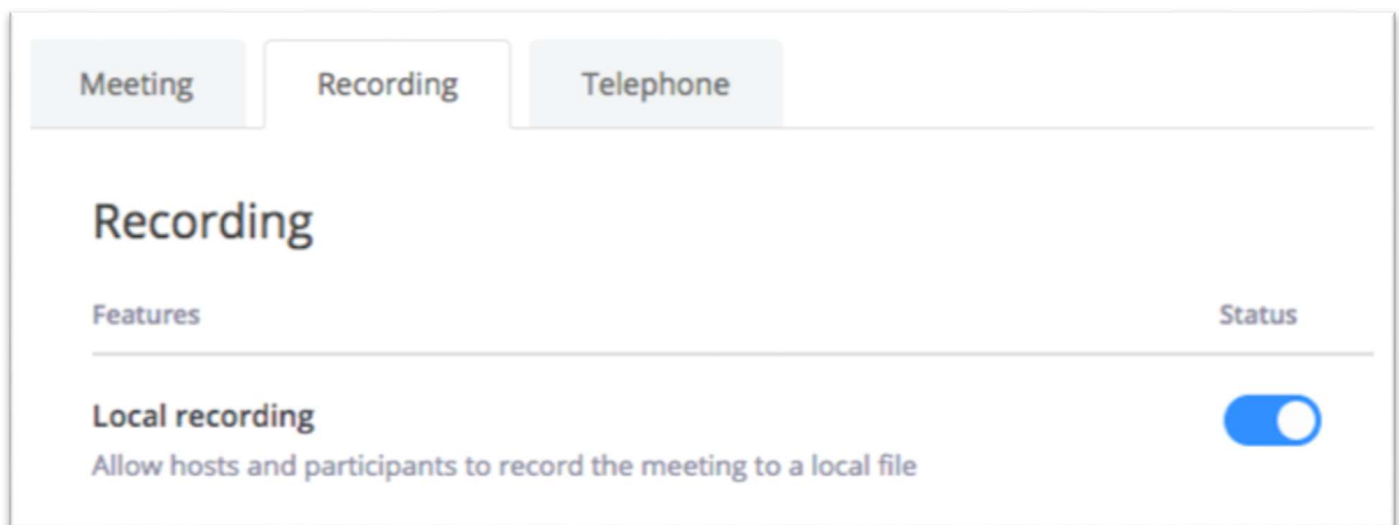 Meeting Recording Telephone
Recording
Features Status
Local recording
Allow hosts and participants to record the meeting to a local file